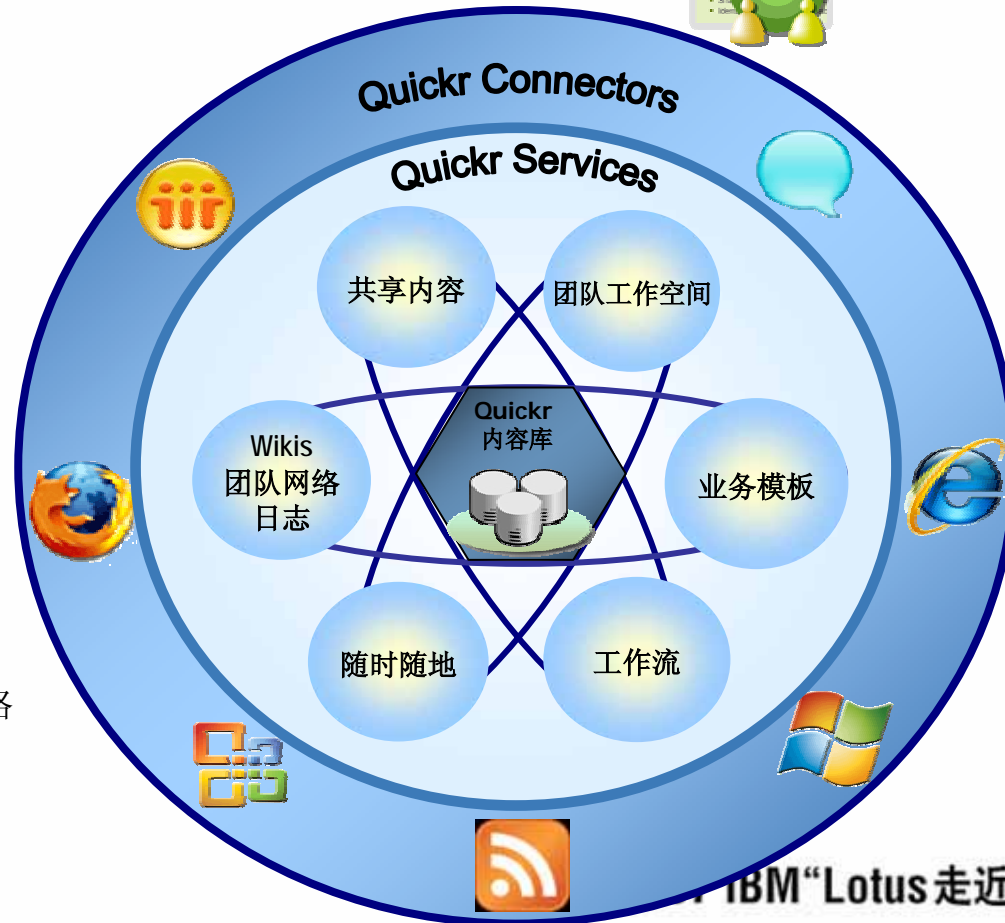 Quickr Connectors
Quickr Services
共享内容
团队工作空间
Quickr
内容库
Wikis
团队网络
日志
业务模板
随时随地
工作流
IBM“Lotus走近